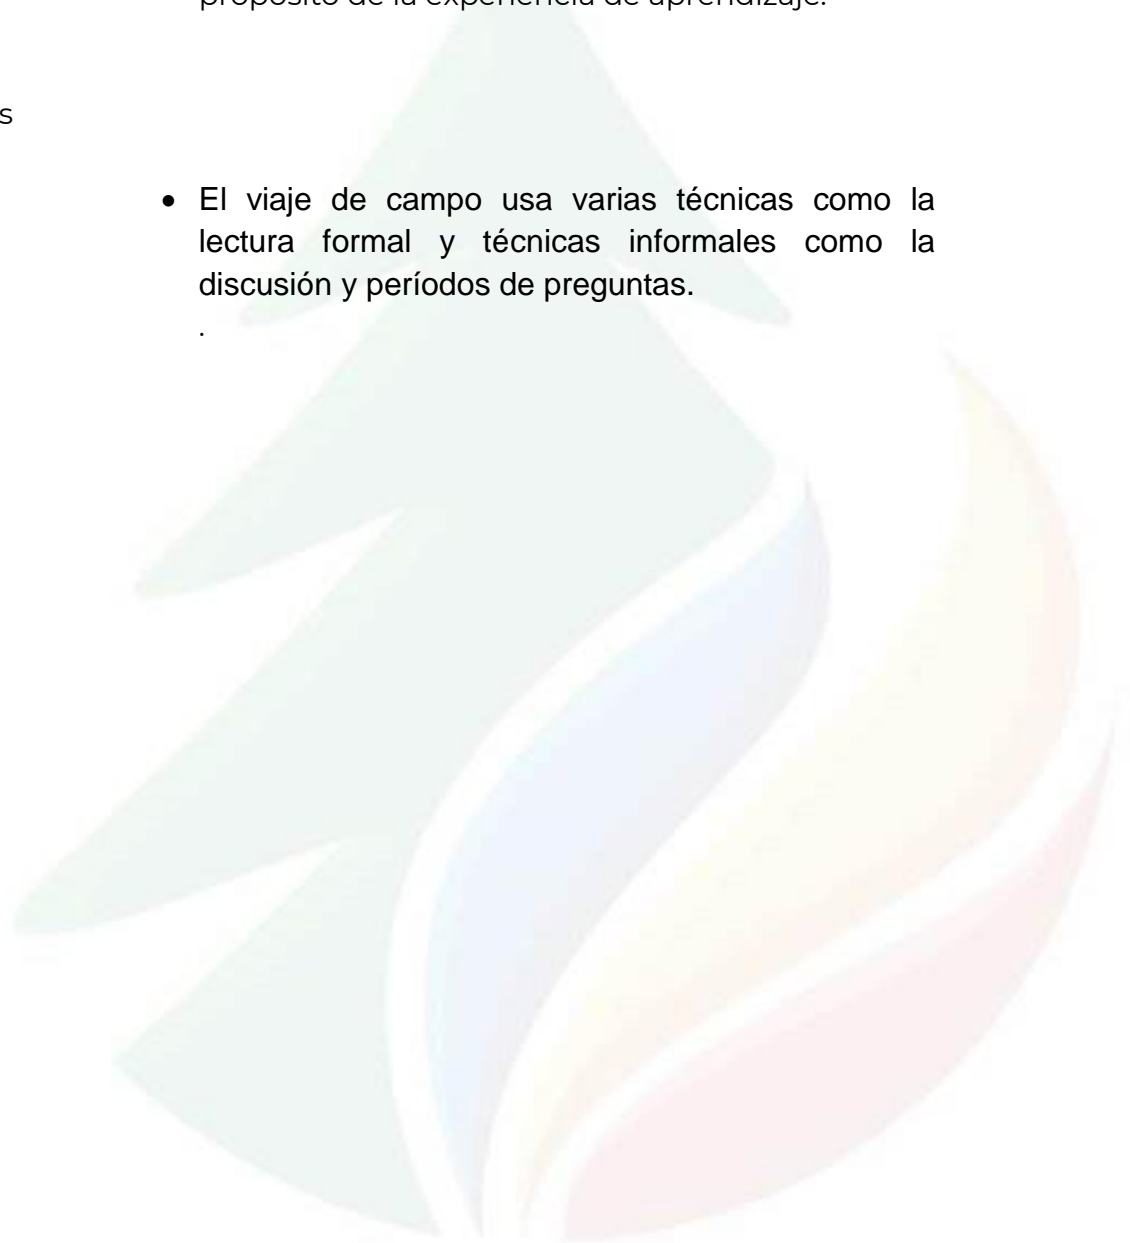 propósito de la experiencia de aprendizaje.
s
• El viaje de campo usa varias técnicas como la
lectura formal y técnicas informales como la
discusión y períodos de preguntas.
.